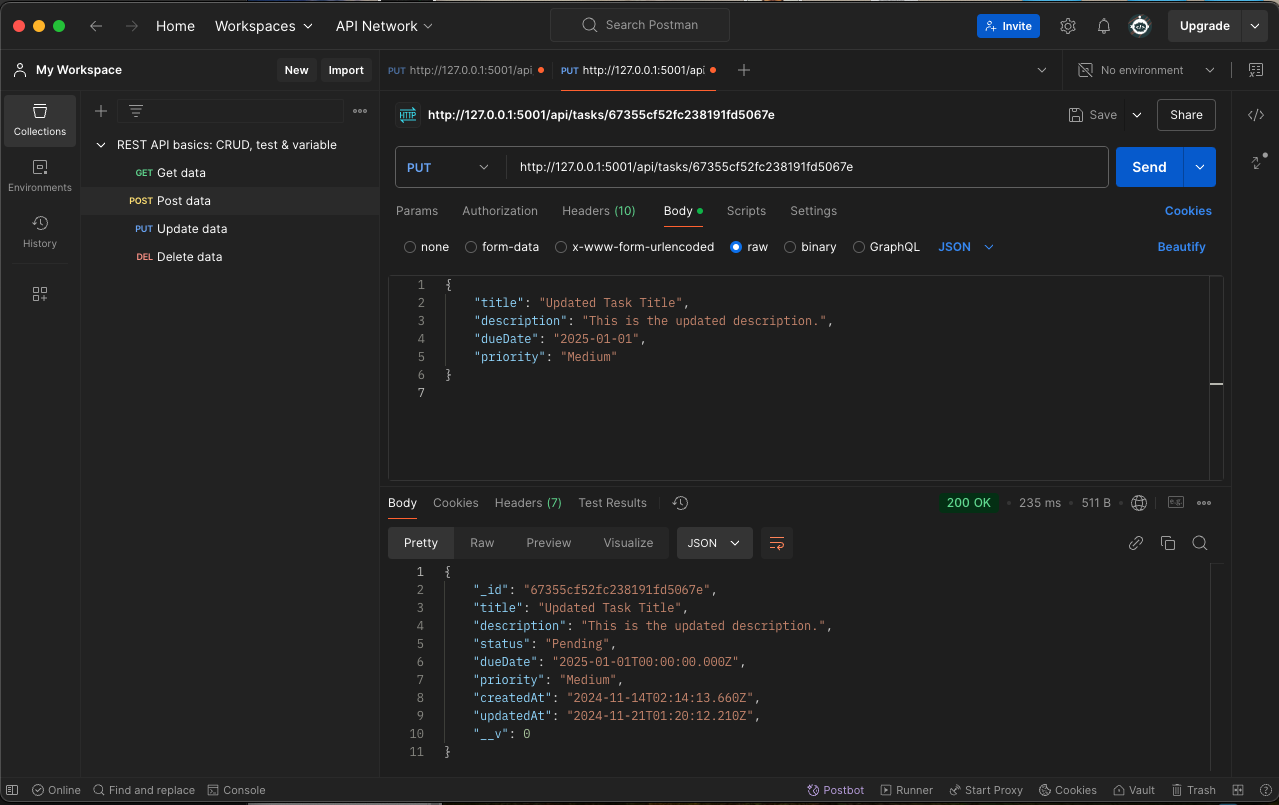 Home Workspaces API Network Search Postman Invite Upgrade
My Workspace New Import PUT http://127.0.0.1:5001/api PUT http://127.0.0.1:5001/api No environment
Collections
Environments
History
REST API basics: CRUD, test & variable
GET Get data
POST Post data
PUT Update data
DEL Delete data
HTTP http://127.0.0.1:5001/api/tasks/67355cf52fc238191fd5067e Save Share
PUT http://127.0.0.1:5001/api/tasks/67355cf52fc238191fd5067e Send
Params Authorization Headers (10) Body Scripts Settings Cookies
none form-data x-www-form-urlencoded raw binary GraphQL JSON Beautify
1 {
2 "title": "Updated Task Title",
3 "description": "This is the updated description.",
4 "dueDate": "2025-01-01",
5 "priority": "Medium"
6 }
7
Body Cookies Headers (7) Test Results 200 OK 235 ms 511 B e.g.
Pretty Raw Preview Visualize JSON
1 {
2 "_id": "67355cf52fc238191fd5067e",
3 "title": "Updated Task Title",
4 "description": "This is the updated description.",
5 "status": "Pending",
6 "dueDate": "2025-01-01T00:00:00.000Z",
7 "priority": "Medium",
8 "createdAt": "2024-11-14T02:14:13.660Z",
9 "updatedAt": "2024-11-21T01:20:12.210Z",
10 "__v": 0
11 }
Online Find and replace Console Postbot Runner Start Proxy Cookies Vault Trash